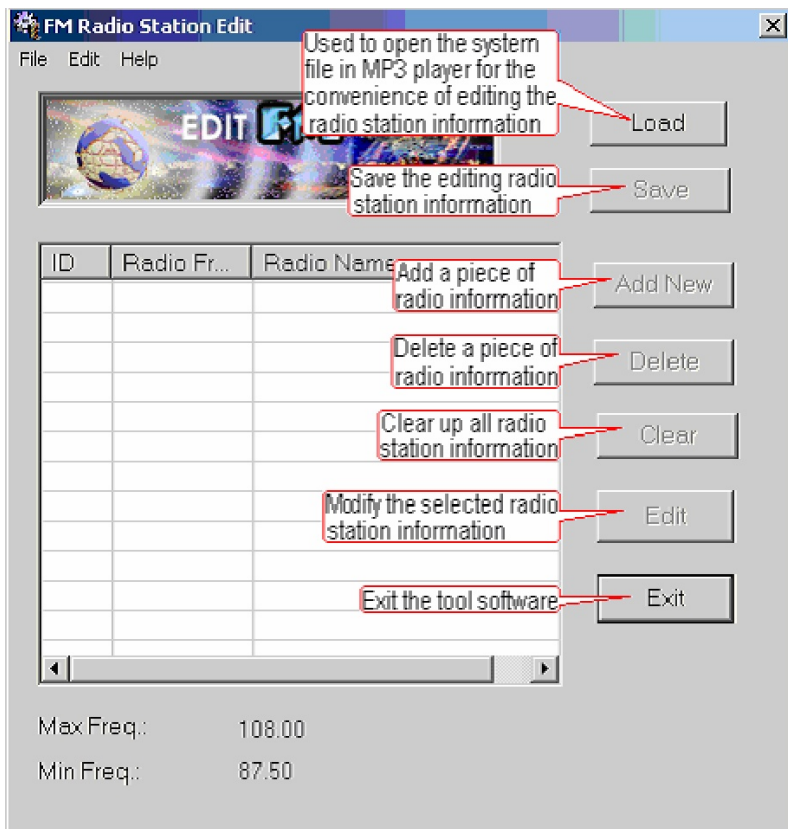 FM Radio Station Edit
File Edit Help
Used to open the system
file in MP3 player for the
convenience of editing the
radio station information
EDIT FM
Load
Save the editing radio
station information
Save
ID Radio Fr... Radio Name
Add a piece of
radio information
Add New
Delete a piece of
radio information
Delete
Clear up all radio
station information
Clear
Modify the selected radio
station information
Edit
Exit the tool software
Exit
Max Freq.: 108.00
Min Freq.: 87.50